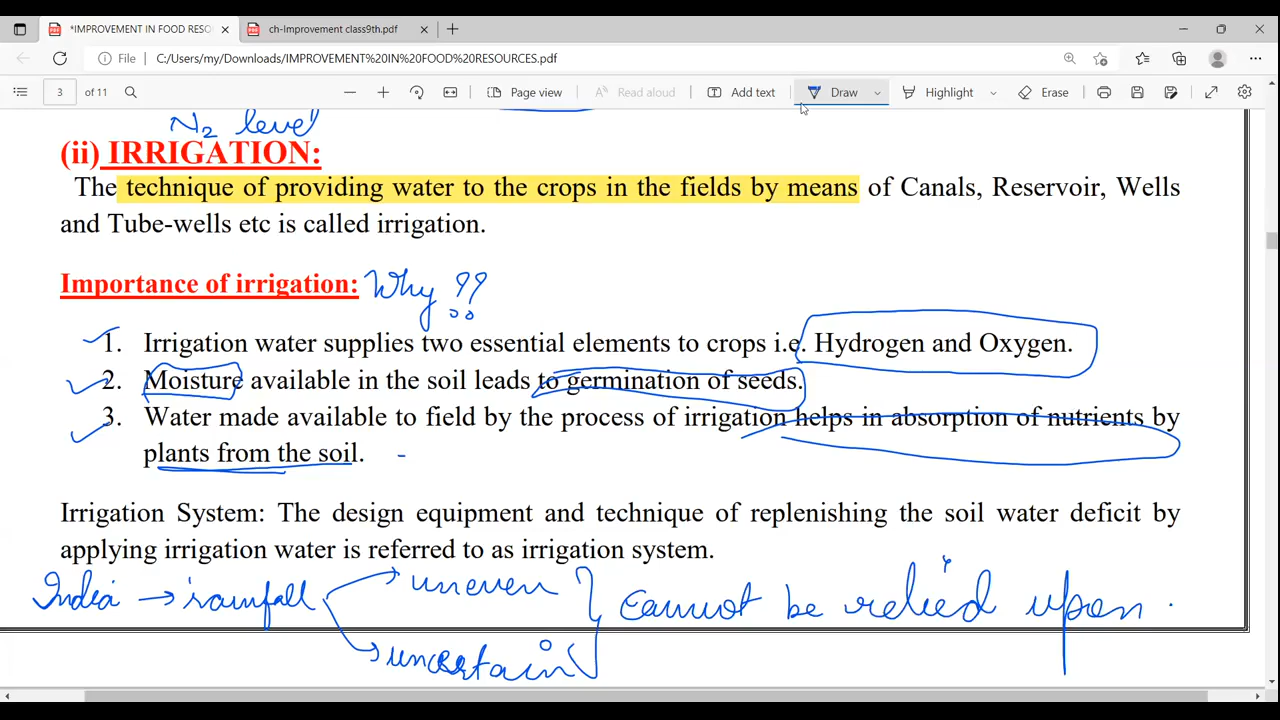 *IMPROVEMENT IN FOOD RESO
ch-Improvement class9th.pdf
File C:/Users/my/Downloads/IMPROVEMENT%20IN%20FOOD%20RESOURCES.pdf
3 of 11 Page view Read aloud Add text Draw Highlight Erase
N2 level
(ii) IRRIGATION:
The technique of providing water to the crops in the fields by means of Canals, Reservoir, Wells
and Tube-wells etc is called irrigation.
Importance of irrigation: Why ??
1. Irrigation water supplies two essential elements to crops i.e. Hydrogen and Oxygen.
2. Moisture available in the soil leads to germination of seeds.
3. Water made available to field by the process of irrigation helps in absorption of nutrients by
plants from the soil.
Irrigation System: The design equipment and technique of replenishing the soil water deficit by
applying irrigation water is referred to as irrigation system.
India → rainfall uneven cannot be relied upon.
uncertain